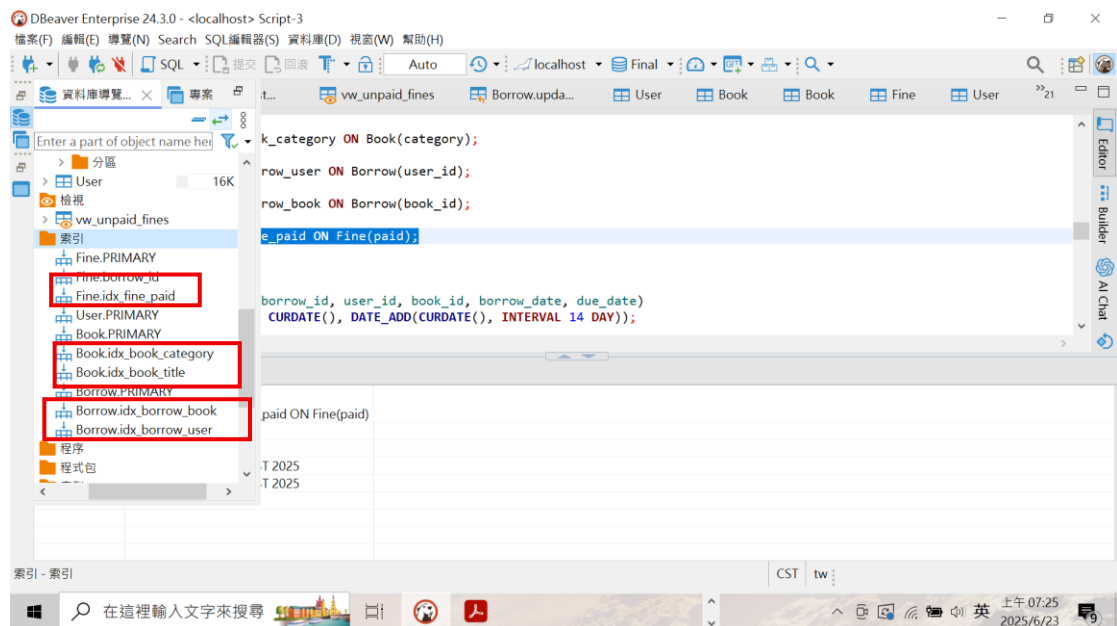 DBeaver Enterprise 24.3.0 - <localhost> Script-3
檔案(F) 編輯(E) 導覽(N) Search SQL編輯器(S) 資料庫(D) 視窗(W) 幫助(H)
SQL 提交 回滾 Auto localhost Final
資料庫導覽... 專案 t... vw_unpaid_fines Borrow.upda... User Book Book Fine User »21
Enter a part of object name her
分區
User 16K
檢視
vw_unpaid_fines
索引
Fine.PRIMARY
Fine.borrow_id
Fine.idx_fine_paid
User.PRIMARY
Book.PRIMARY
Book.idx_book_category
Book.idx_book_title
Borrow.PRIMARY
Borrow.idx_borrow_book
Borrow.idx_borrow_user
程序
程式包
k_category ON Book(category);
row_user ON Borrow(user_id);
row_book ON Borrow(book_id);
e_paid ON Fine(paid);
borrow_id, user_id, book_id, borrow_date, due_date)
CURDATE(), DATE_ADD(CURDATE(), INTERVAL 14 DAY));
Editor
Builder
AI Chat
_paid ON Fine(paid)
T 2025
T 2025
索引 - 索引 CST tw
在這裡輸入文字來搜尋 英 上午 07:25
2025/6/23 9